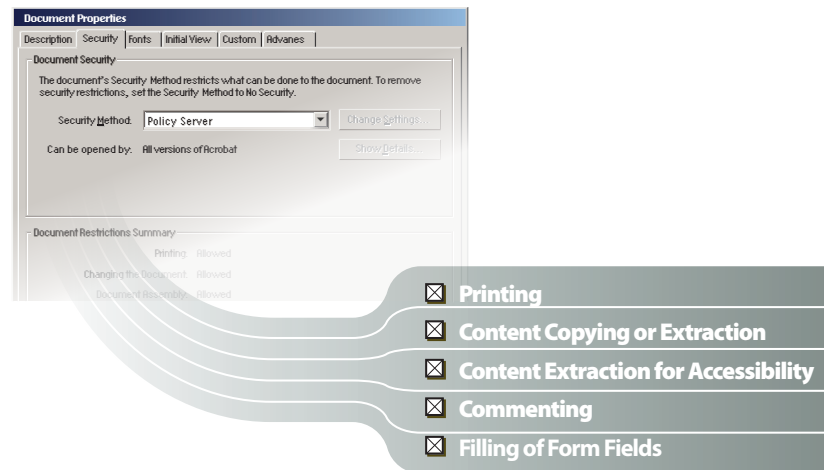 Document Properties
Description Security Fonts Initial View Custom Advanes
Document Security
The document's Security Method restricts what can be done to the document. To remove
security restrictions, set the Security Method to No Security.
Security Method: Policy Server Change Settings...
Can be opened by: All versions of Acrobat Show Details...
Document Restrictions Summary
Printing: Allowed
Changing the Document: Allowed
Document Assembly: Allowed
Printing
Content Copying or Extraction
Content Extraction for Accessibility
Commenting
Filling of Form Fields